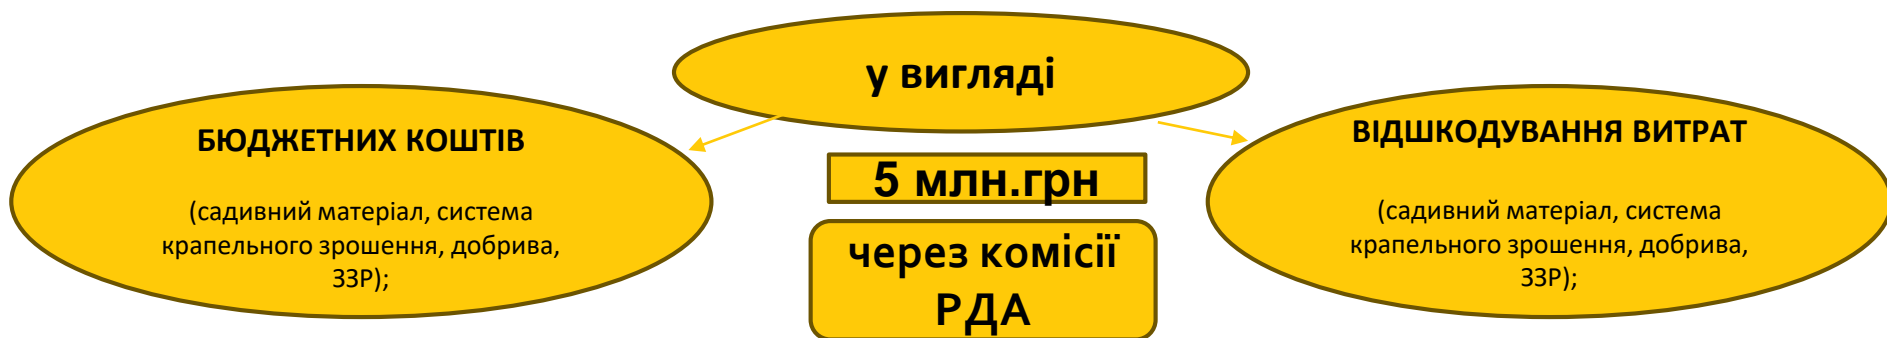 у вигляді
БЮДЖЕТНИХ КОШТІВ
(садивний матеріал, система
крапельного зрошення, добрива,
ЗЗР);
5 млн.грн
через комісії
РДА
ВІДШКОДУВАННЯ ВИТРАТ
(садивний матеріал, система
крапельного зрошення, добрива,
ЗЗР);